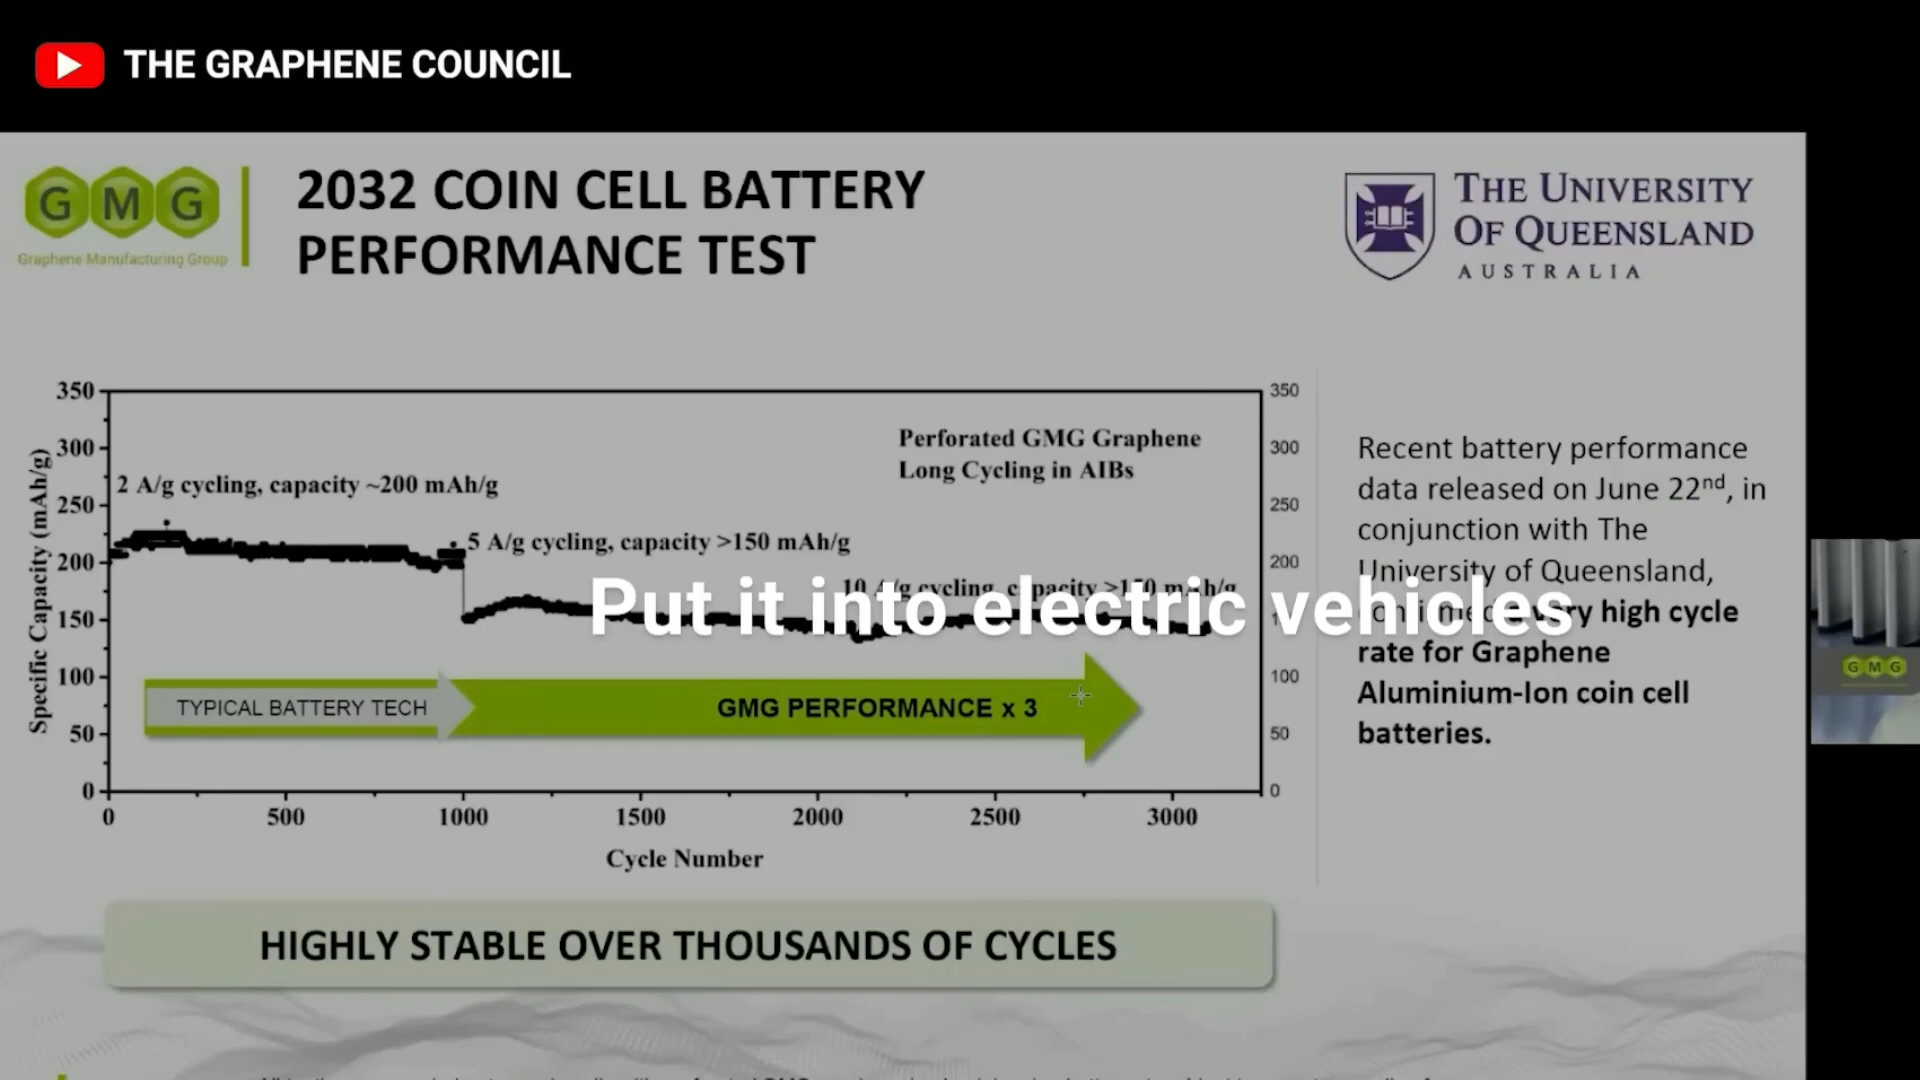 THE GRAPHENE COUNCIL
GMG
Graphene Manufacturing Group
2032 COIN CELL BATTERY
PERFORMANCE TEST
THE UNIVERSITY
OF QUEENSLAND
AUSTRALIA
Specific Capacity (mAh/g)
350
300
250
200
150
100
50
0
2 A/g cycling, capacity ~200 mAh/g
5 A/g cycling, capacity >150 mAh/g
10 A/g cycling, capacity
Perforated GMG Graphene
Long Cycling in AIBs
350
300
250
200
100
50
0
Put it into electric vehicles
TYPICAL BATTERY TECH
GMG PERFORMANCE x 3
0
500
1000
1500
2000
2500
3000
Cycle Number
Recent battery performance
data released on June 22nd, in
conjunction with The
University of Queensland,
very high cycle
rate for Graphene
Aluminium-Ion coin cell
batteries.
GMG
HIGHLY STABLE OVER THOUSANDS OF CYCLES